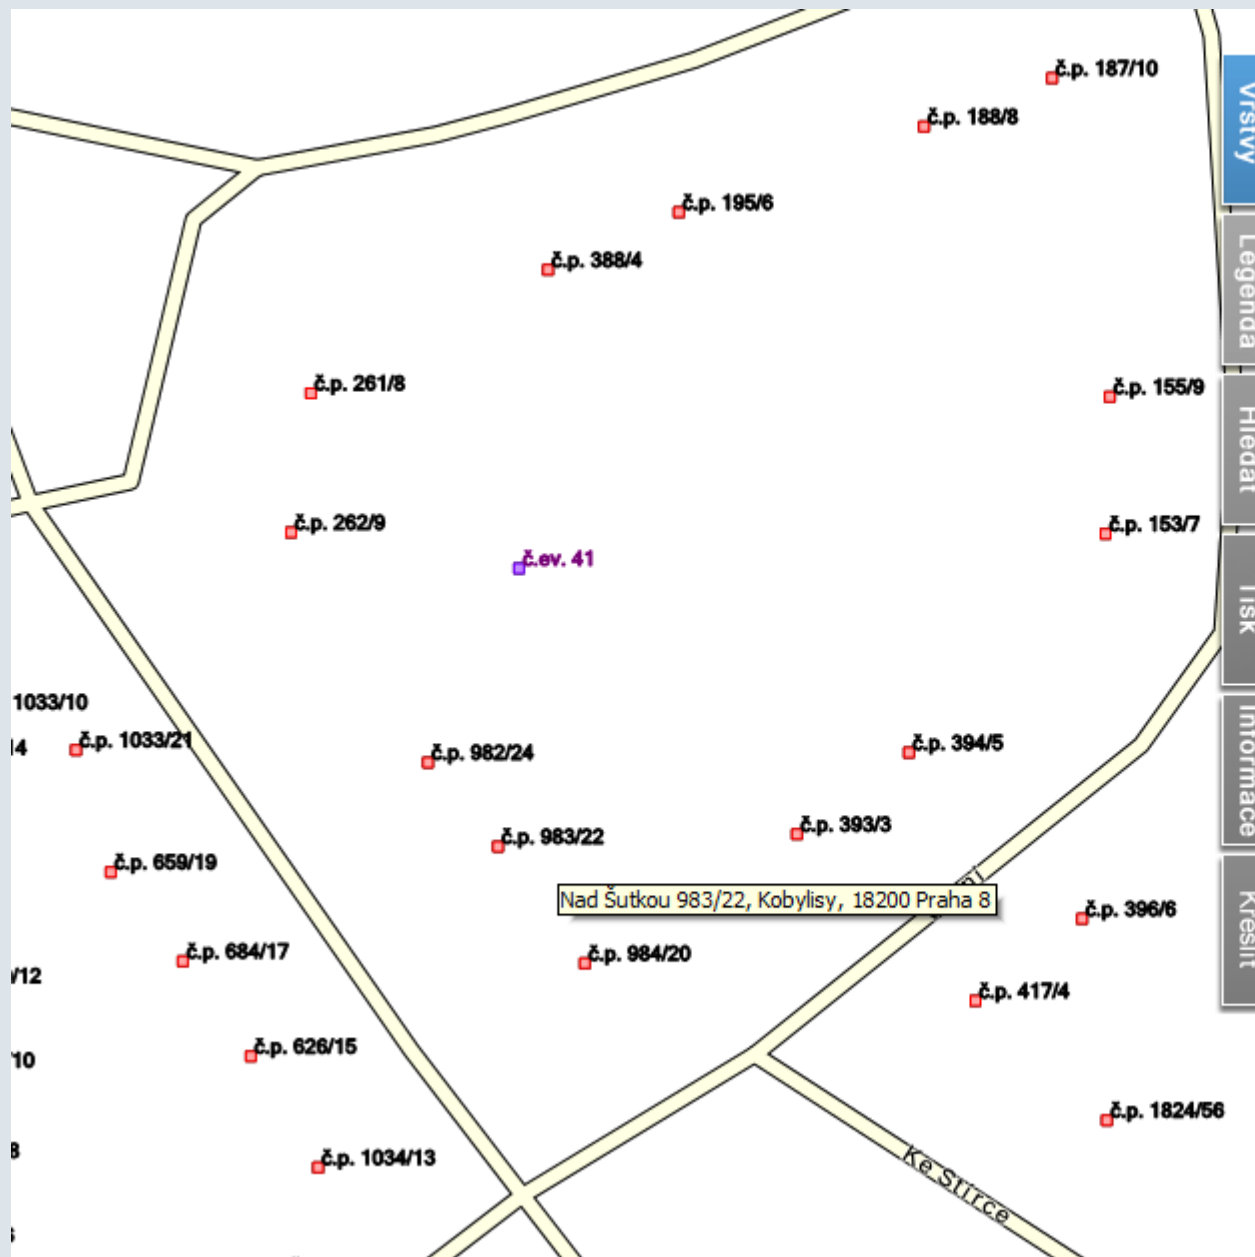 č.p. 187/10
č.p. 188/8
č.p. 195/6
č.p. 388/4
č.p. 261/8
č.p. 155/9
č.p. 262/9
č.p. 153/7
č.ev. 41
1033/10
č.p. 1033/21
14
č.p. 982/24
č.p. 394/5
č.p. 983/22
č.p. 393/3
č.p. 659/19
Nad Šutkou 983/22, Kobylisy, 18200 Praha 8
č.p. 396/6
č.p. 684/17
č.p. 984/20
/12
č.p. 417/4
č.p. 626/15
/10
č.p. 1824/56
č.p. 1034/13
Ke Stírce
Vrstvy
Legenda
Hledat
Tisk
Informace
Kreslit